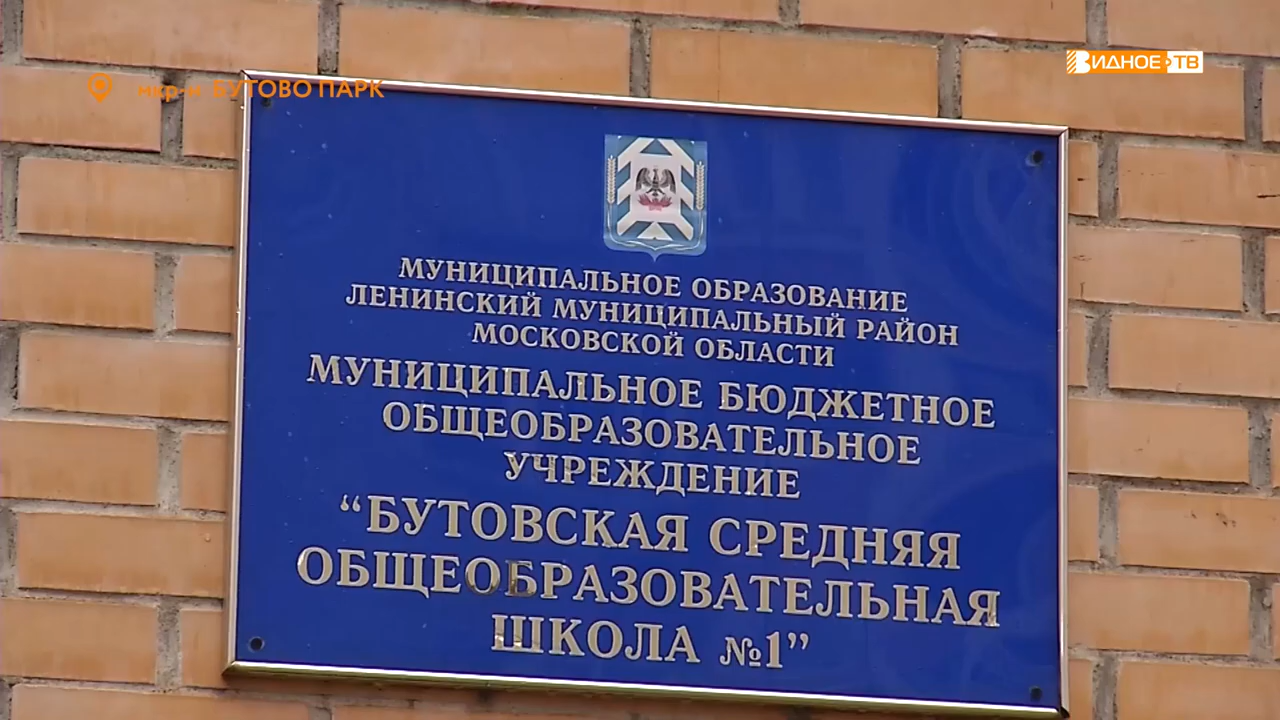 ВИДНОЕ ТВ
мкр-н БУТОВО ПАРК
МУНИЦИПАЛЬНОЕ ОБРАЗОВАНИЕ
ЛЕНИНСКИЙ МУНИЦИПАЛЬНЫЙ РАЙОН
МОСКОВСКОЙ ОБЛАСТИ
МУНИЦИПАЛЬНОЕ БЮДЖЕТНОЕ
ОБЩЕОБРАЗОВАТЕЛЬНОЕ
УЧРЕЖДЕНИЕ
“БУТОВСКАЯ СРЕДНЯЯ
ОБЩЕОБРАЗОВАТЕЛЬНАЯ
ШКОЛА №1”